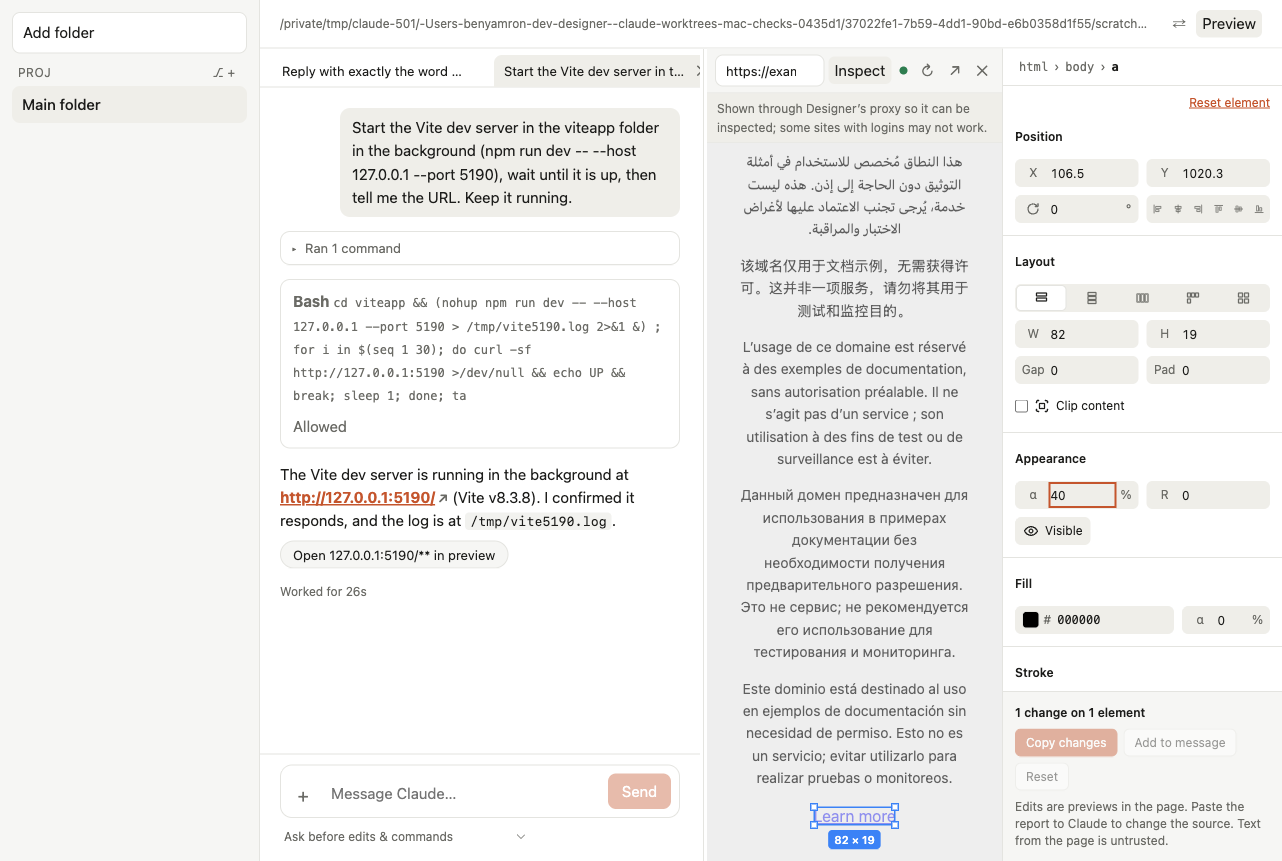 Add folder
PROJ
Main folder
/private/tmp/claude-501/-Users-benyamron-dev-designer--claude-worktrees-mac-checks-0435d1/37022fe1-7b59-4dd1-90bd-e6b0358d1f55/scratch...
Preview
Reply with exactly the word ...
Start the Vite dev server in t...
Start the Vite dev server in the viteapp folder
in the background (npm run dev -- --host
127.0.0.1 --port 5190), wait until it is up, then
tell me the URL. Keep it running.
Ran 1 command
Bash cd viteapp && (nohup npm run dev -- --host
127.0.0.1 --port 5190 > /tmp/vite5190.log 2>&1 &) ;
for i in $(seq 1 30); do curl -sf
http://127.0.0.1:5190 >/dev/null && echo UP &&
break; sleep 1; done; ta
Allowed
The Vite dev server is running in the background at
http://127.0.0.1:5190/ (Vite v8.3.8). I confirmed it
responds, and the log is at /tmp/vite5190.log.
Open 127.0.0.1:5190/** in preview
Worked for 26s
+ Message Claude...
Send
Ask before edits & commands
https://exan
Inspect
Shown through Designer's proxy so it can be
inspected; some sites with logins may not work.
هذا النطاق مُخصص للاستخدام في أمثلة
التوثيق دون الحاجة إلى إذن. هذه ليست
خدمة، يُرجى تجنب الاعتماد عليها لأغراض
الاختبار والمراقبة.
该域名仅用于文档示例，无需获得许
可。这并非一项服务，请勿将其用于
测试和监控目的。
L'usage de ce domaine est réservé
à des exemples de documentation,
sans autorisation préalable. Il ne
s'agit pas d'un service ; son
utilisation à des fins de test ou de
surveillance est à éviter.
Данный домен предназначен для
использования в примерах
документации без
необходимости получения
предварительного разрешения.
Это не сервис; не рекомендуется
его использование для
тестирования и мониторинга.
Este dominio está destinado al uso
en ejemplos de documentación sin
necesidad de permiso. Esto no es
un servicio; evitar utilizarlo para
realizar pruebas o monitoreos.
Learn more
82 × 19
html › body › a
Reset element
Position
X 106.5
Y 1020.3
0 °
Layout
W 82
H 19
Gap 0
Pad 0
Clip content
Appearance
α 40 %
R 0
Visible
Fill
# 000000
α 0 %
Stroke
1 change on 1 element
Copy changes
Add to message
Reset
Edits are previews in the page. Paste the
report to Claude to change the source. Text
from the page is untrusted.